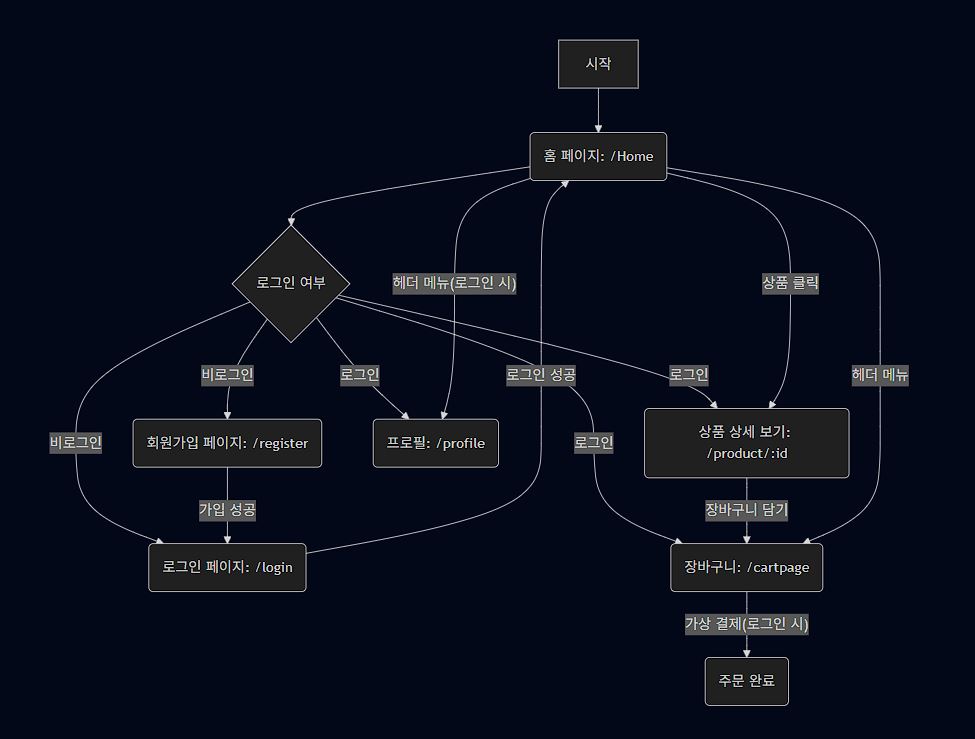 시작
홈 페이지: /Home
로그인 여부
헤더 메뉴(로그인 시)
상품 클릭
비로그인
로그인
로그인 성공
로그인
헤더 메뉴
비로그인
회원가입 페이지: /register
프로필: /profile
로그인
상품 상세 보기:
/product/:id
가입 성공
장바구니 담기
로그인 페이지: /login
장바구니: /cartpage
가상 결제(로그인 시)
주문 완료